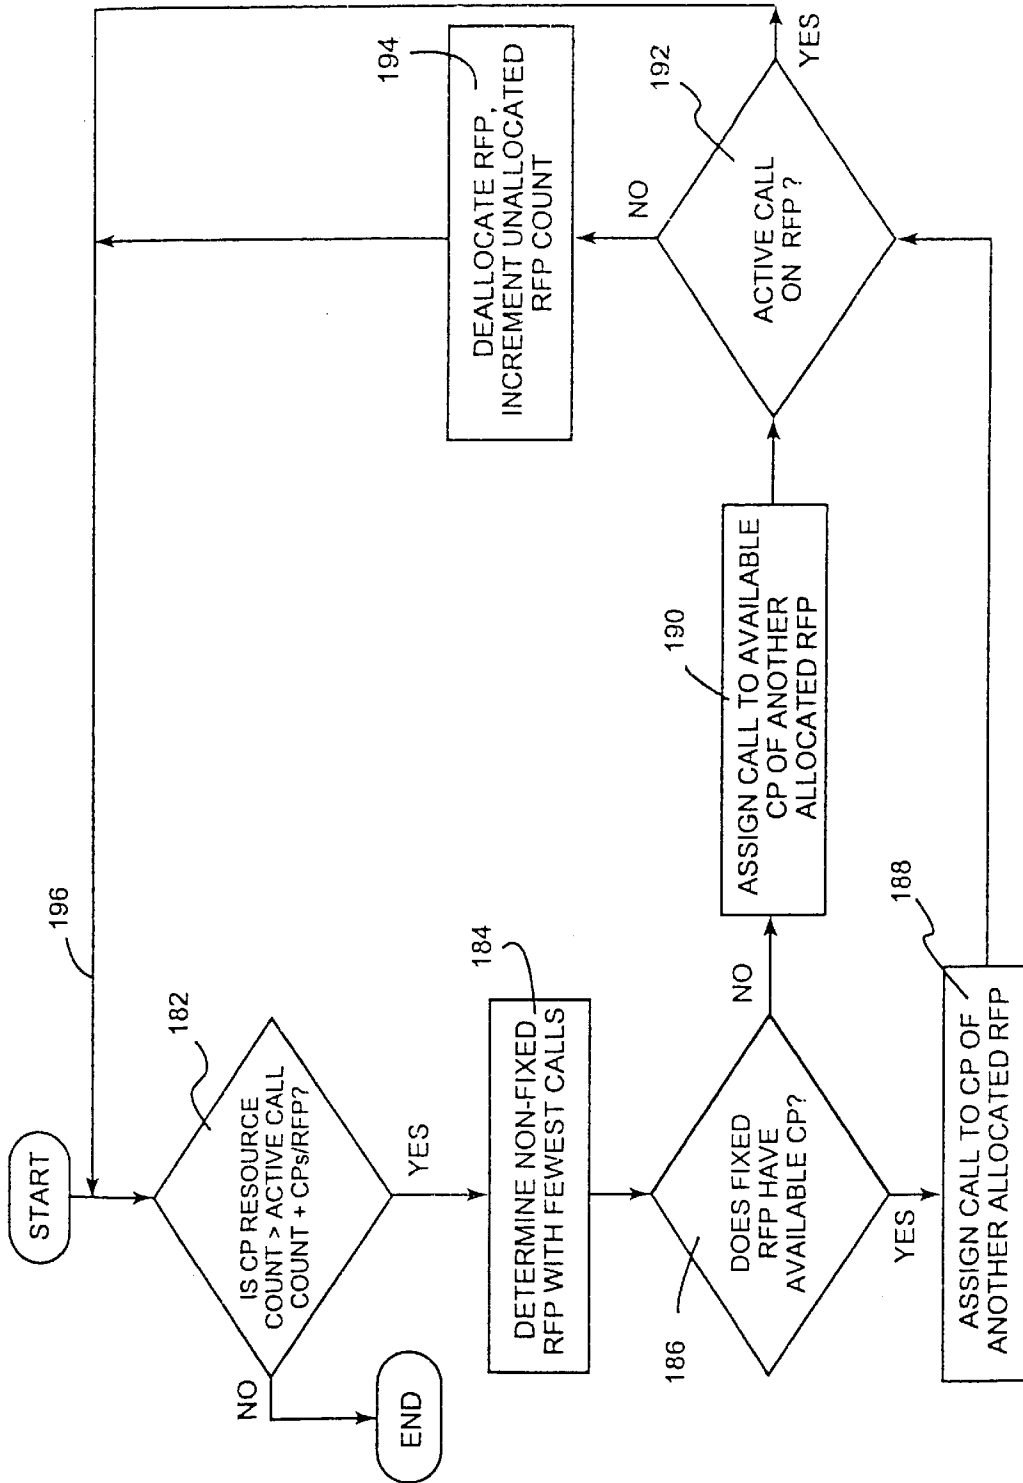 START
196
182
IS CP RESOURCE
COUNT > ACTIVE CALL
COUNT + CPs/RFP?
NO
END
YES
184
DETERMINE NON-FIXED
RFP WITH FEWEST CALLS
186
DOES FIXED
RFP HAVE
AVAILABLE CP?
NO
YES
188
ASSIGN CALL TO CP OF
ANOTHER ALLOCATED RFP
190
ASSIGN CALL TO AVAILABLE
CP OF ANOTHER
ALLOCATED RFP
192
ACTIVE CALL
ON RFP?
NO
YES
194
DEALLOCATE RFP,
INCREMENT UNALLOCATED
RFP COUNT